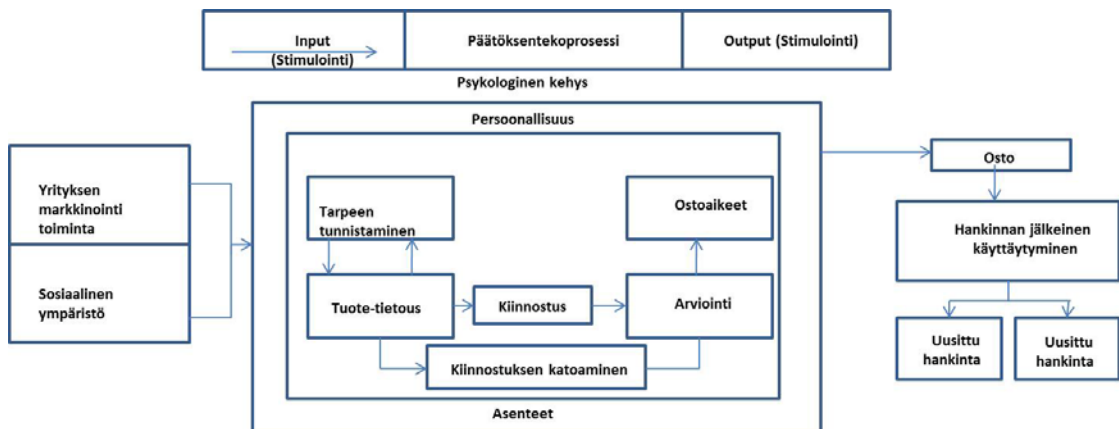 Input
(Stimulointi)
Päätöksentekoprosessi
Output (Stimulointi)
Psykologinen kehys
Persoonallisuus
Yrityksen
markkinointi
toiminta
Sosiaalinen
ympäristö
Tarpeen
tunnistaminen
Ostoaikeet
Tuote-tietous
Kiinnostus
Arviointi
Kiinnostuksen katoaminen
Asenteet
Osto
Hankinnan jälkeinen
käyttäytyminen
Uusittu
hankinta
Uusittu
hankinta